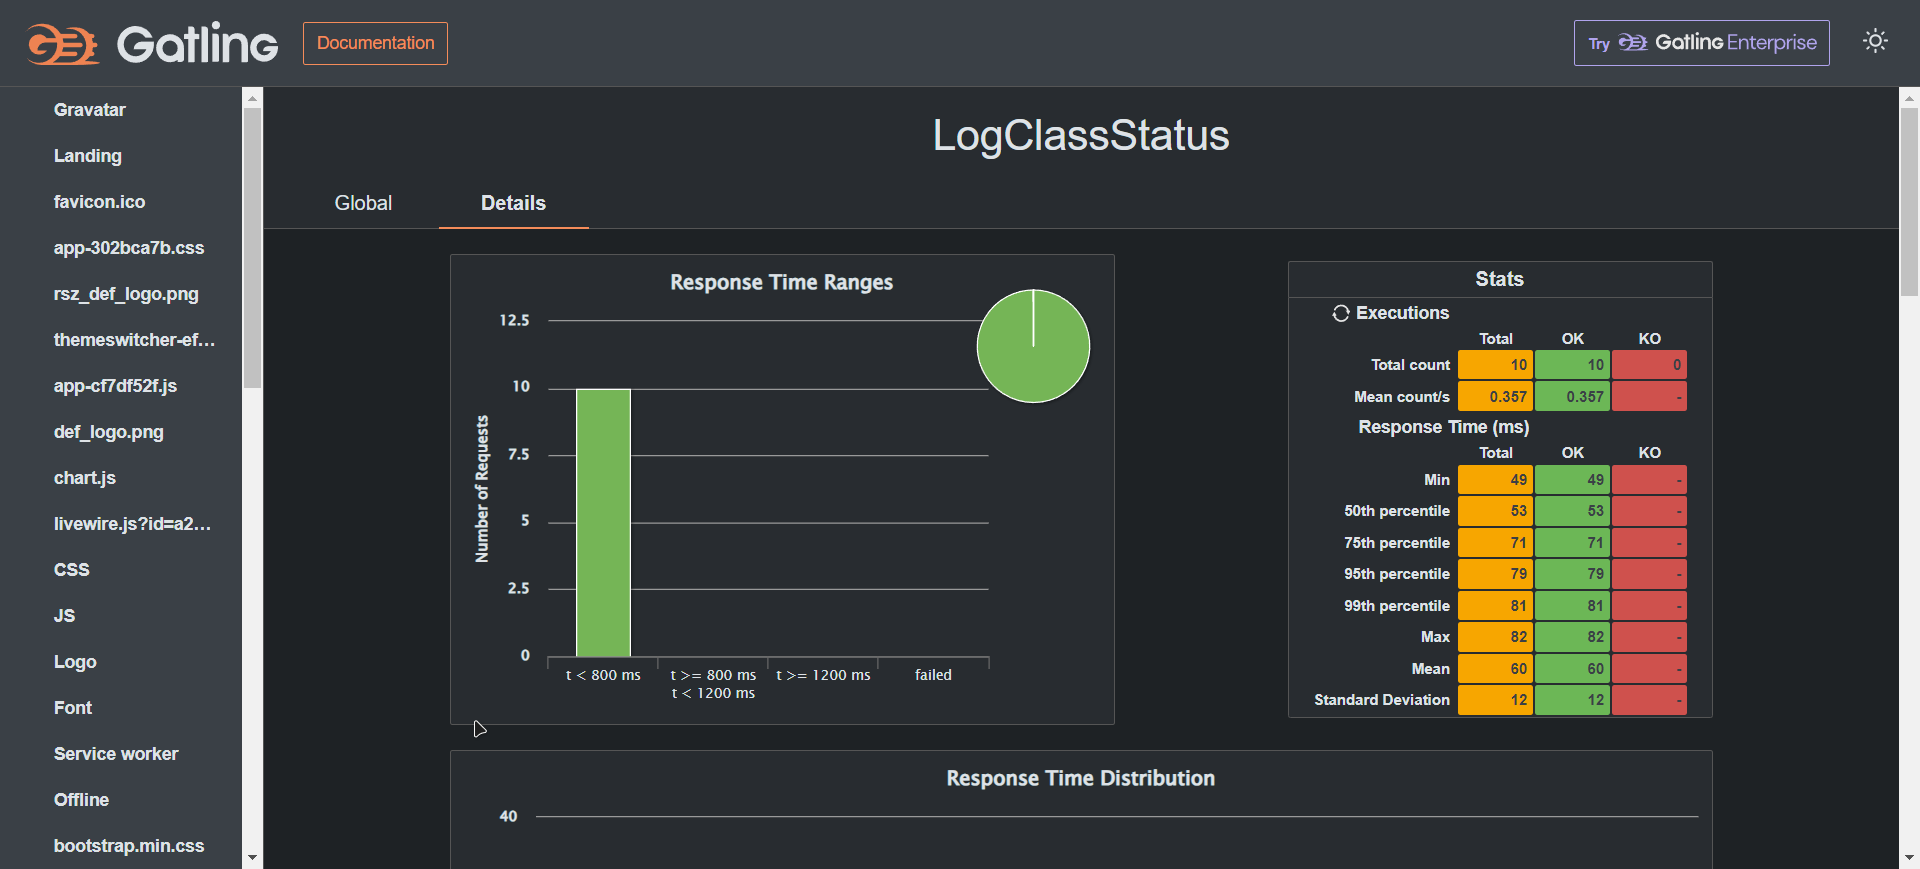 Gatling
Documentation
Try Gatling Enterprise
Gravatar
Landing
favicon.ico
app-302bca7b.css
rsz_def_logo.png
themeswitcher-ef...
app-cf7df52f.js
def_logo.png
chart.js
livewire.js?id=a2...
CSS
JS
Logo
Font
Service worker
Offline
bootstrap.min.css
LogClassStatus
Global Details
Response Time Ranges
12.5
10
7.5
5
2.5
0
Number of Requests
t < 800 ms
t >= 800 ms
t < 1200 ms
t >= 1200 ms
failed
Stats
Executions
Total OK KO
Total count 10 10 0
Mean count/s 0.357 0.357 -
Response Time (ms)
Total OK KO
Min 49 49 -
50th percentile 53 53 -
75th percentile 71 71 -
95th percentile 79 79 -
99th percentile 81 81 -
Max 82 82 -
Mean 60 60 -
Standard Deviation 12 12 -
Response Time Distribution
40